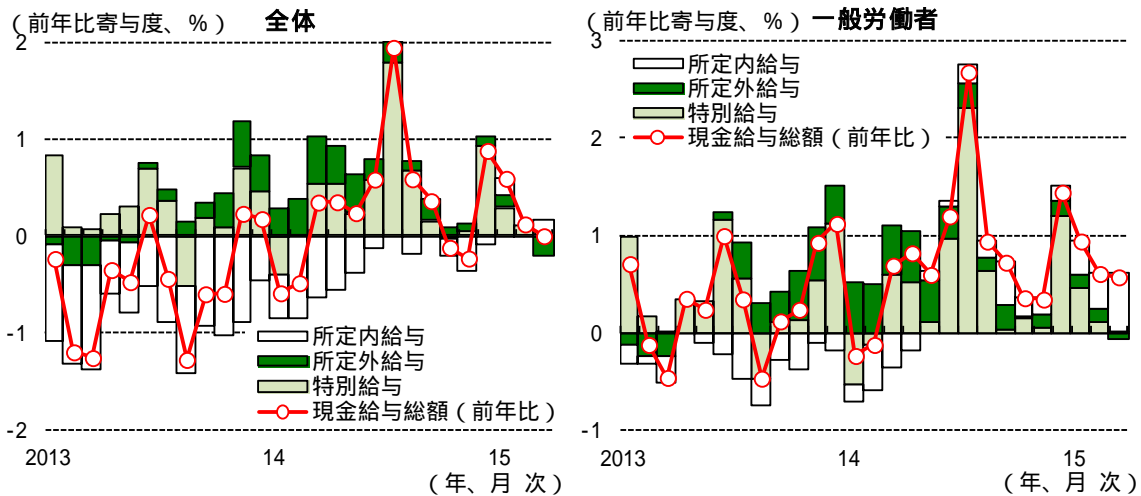 （前年比寄与度、％） 全体
2
1
0
-1
-2
所定内給与
所定外給与
特別給与
現金給与総額（前年比）
2013 14 15
（年、月 次）
（前年比寄与度、％） 一般労働者
3
2
1
0
-1
所定内給与
所定外給与
特別給与
現金給与総額（前年比）
2013 14 15
（年、月 次）